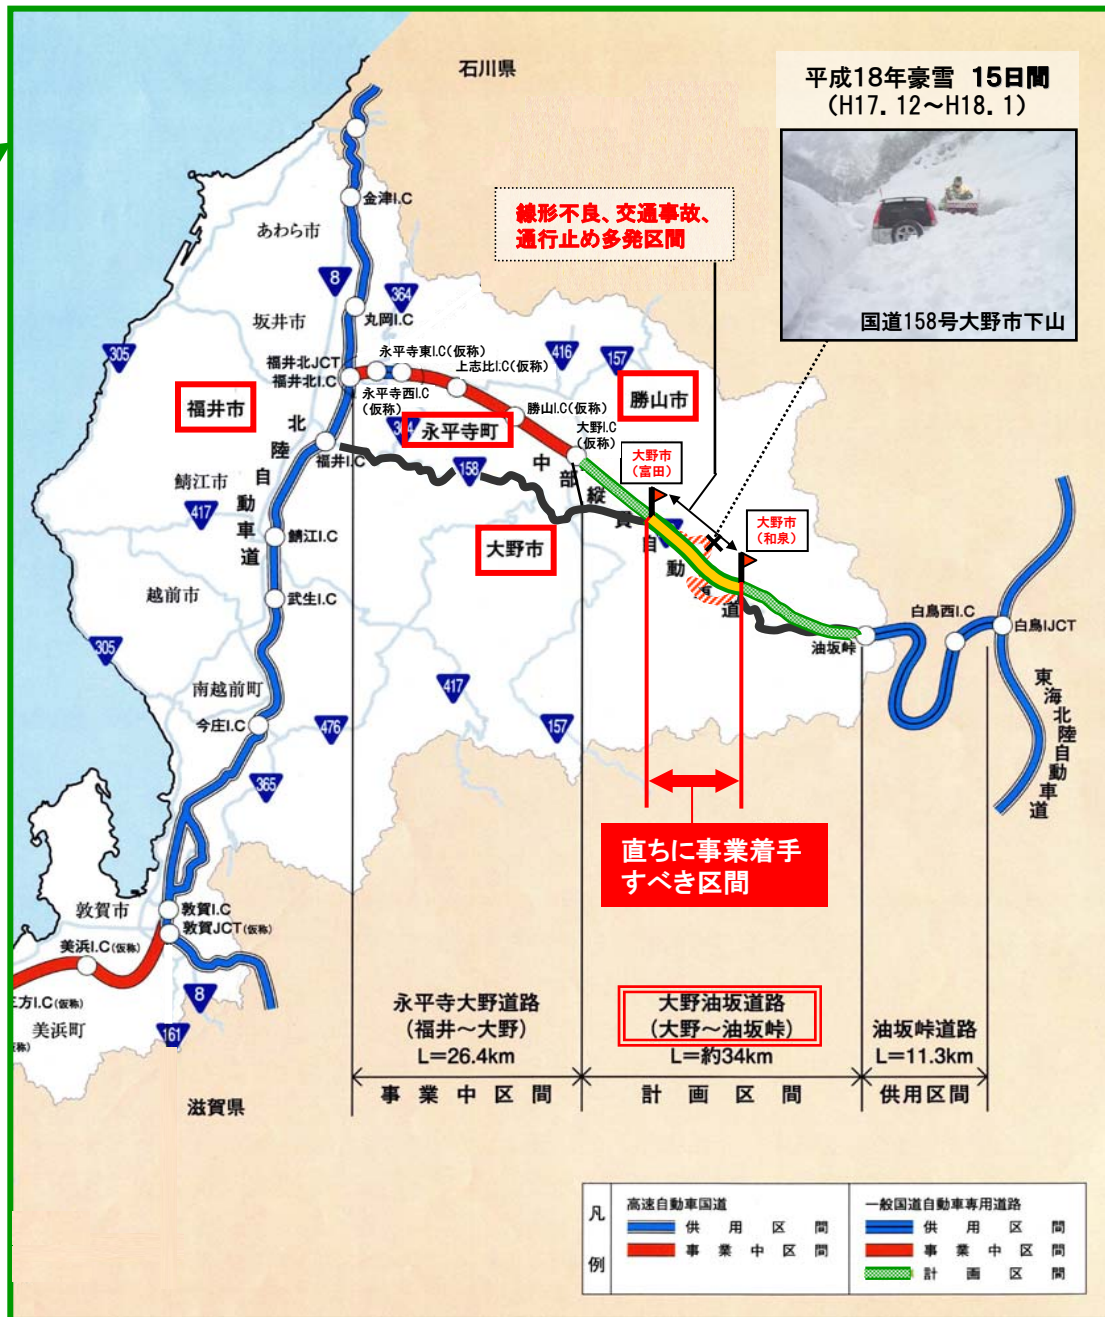 石川県
平成18年豪雪 15日間
(H17.12～H18.1)
国道158号大野市下山
線形不良、交通事故、
通行止め多発区間
金津I.C
あわら市
8
364
丸岡I.C
坂井市
305
福井北JCT
福井北I.C
永平寺東I.C(仮称)
上志比I.C(仮称)
416
157
永平寺西I.C
(仮称)
勝山I.C(仮称)
大野I.C
(仮称)
福井市
永平寺町
勝山市
福井I.C
158
大野市
(富田)
大野市
(和泉)
鯖江市
417
北陸自動車道
鯖江I.C
大野市
中部縦貫自動車道
越前市
武生I.C
305
白鳥西I.C
白鳥IJCT
油坂峠
南越前町
今庄I.C
476
417
157
365
東海北陸自動車道
直ちに事業着手
すべき区間
敦賀市
敦賀I.C
敦賀JCT(仮称)
美浜I.C(仮称)
三方I.C(仮称)
美浜町
仮称)
8
161
滋賀県
永平寺大野道路
(福井～大野)
L=26.4km
事業中区間
大野油坂道路
(大野～油坂峠)
L=約34km
計画区間
油坂峠道路
L=11.3km
供用区間
凡例
高速自動車国道
供用区間
事業中区間
一般国道自動車専用道路
供用区間
事業中区間
計画区間